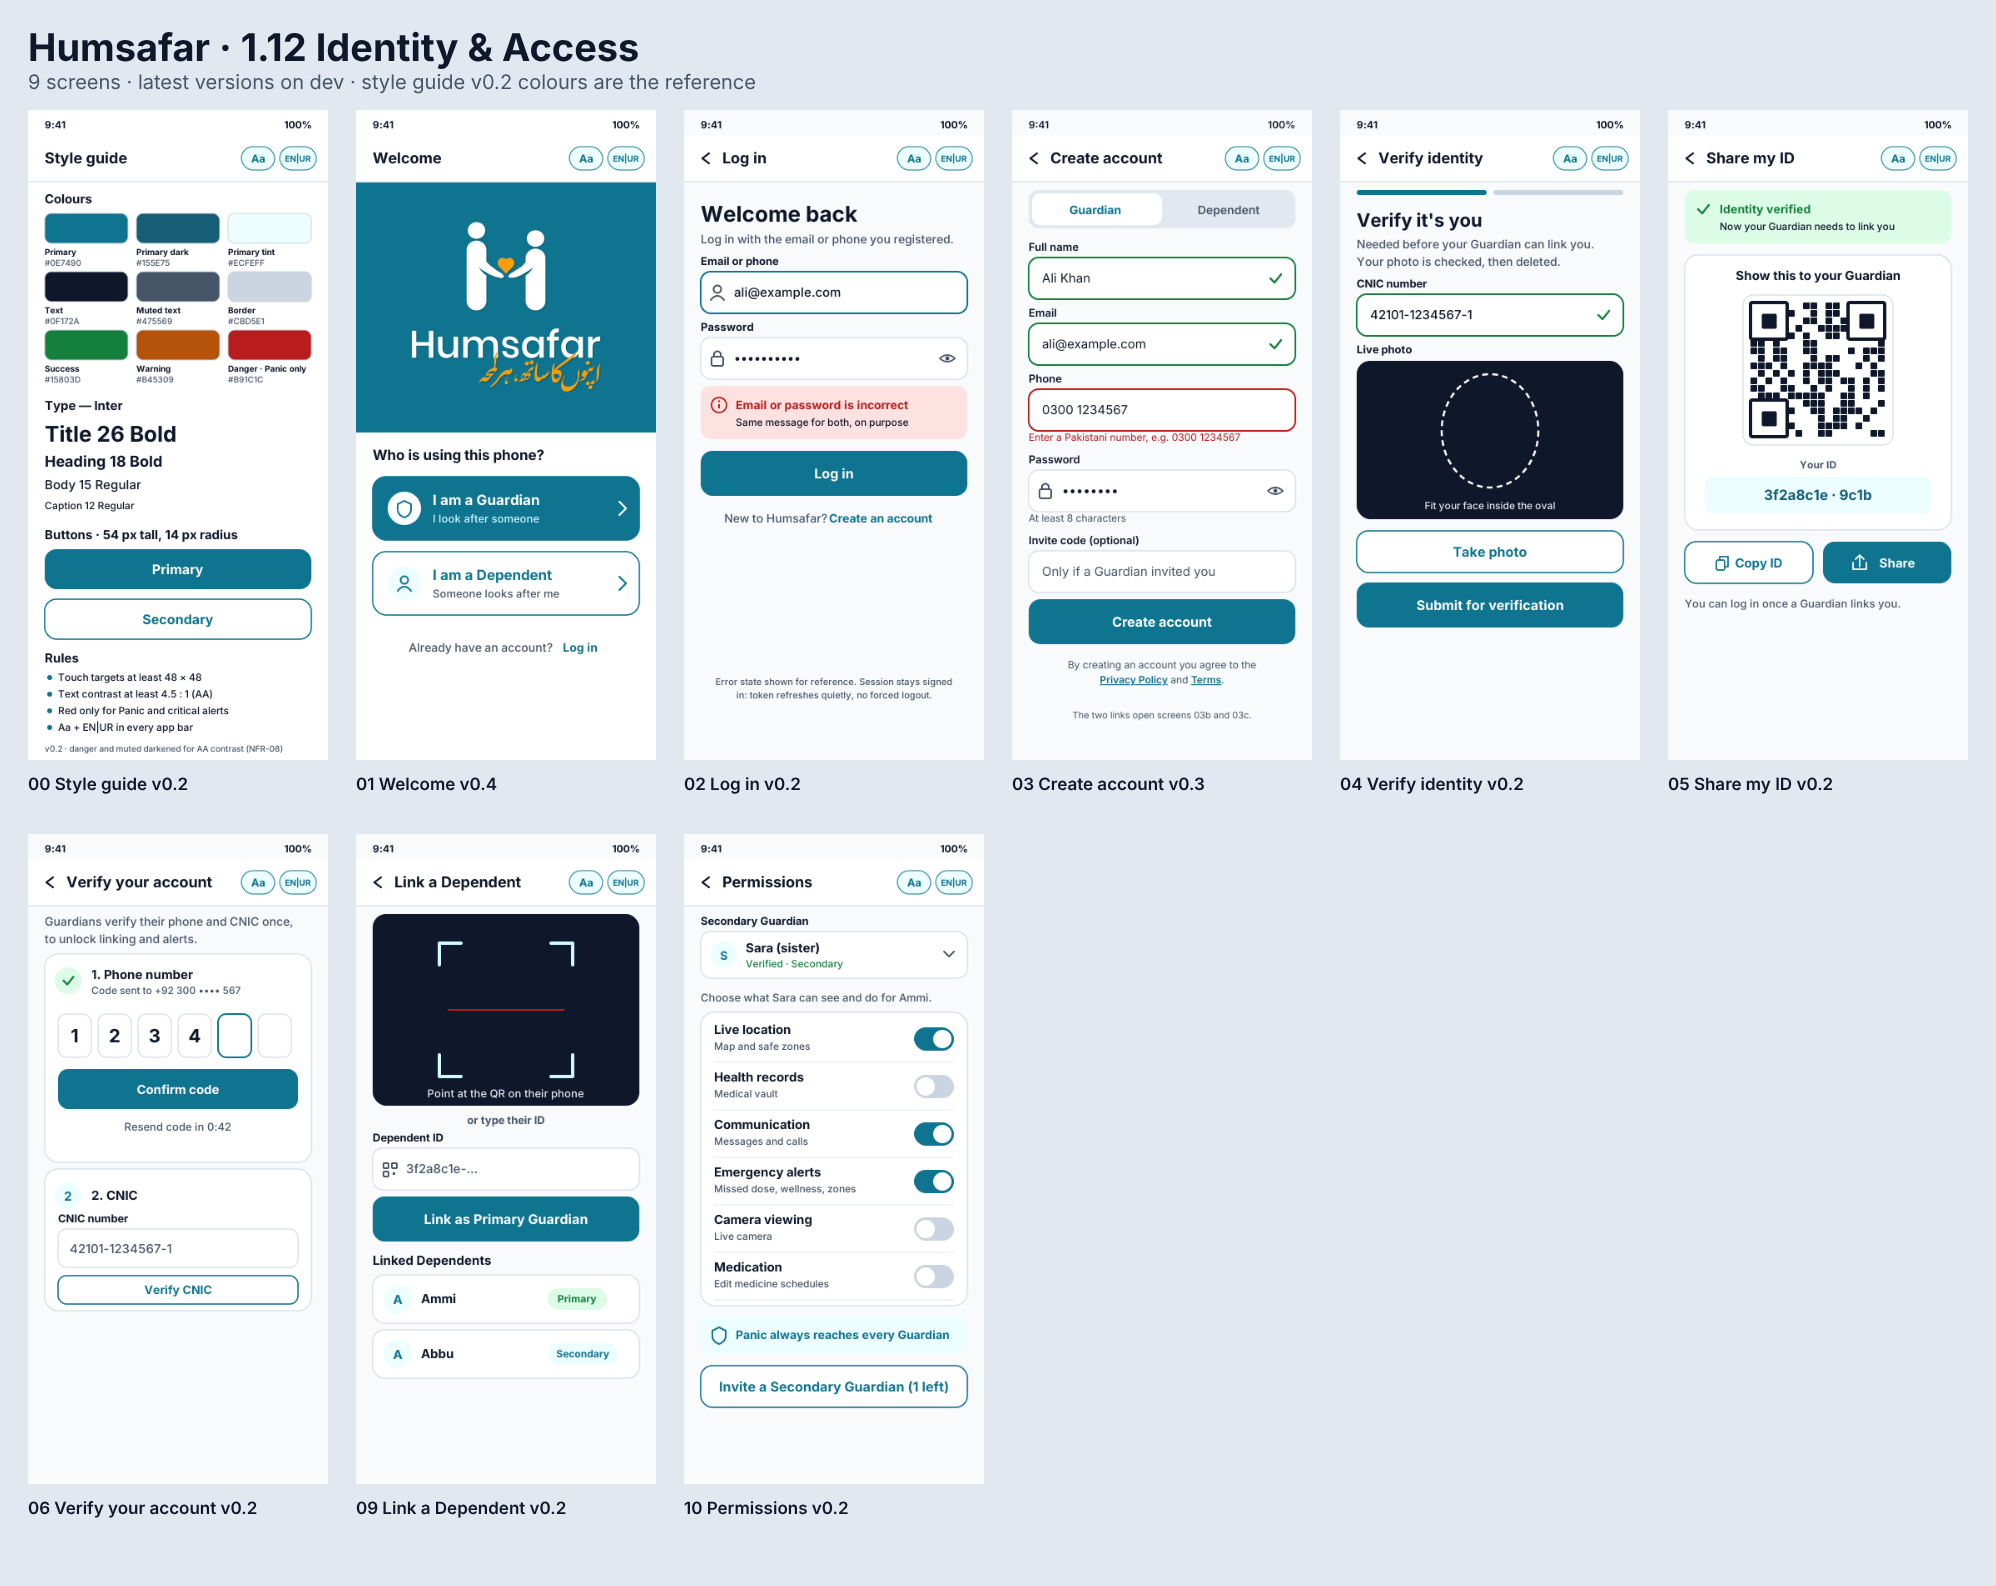 Humsafar · 1.12 Identity & Access
9 screens · latest versions on dev · style guide v0.2 colours are the reference
9:41 100%
Style guide Aa EN|UR
Colours
Primary Primary dark Primary tint
#0E7490 #155E75 #ECFEFF
Text Muted text Border
#0F172A #475569 #CBD5E1
Success Warning Danger · Panic only
#15803D #B45309 #B91C1C
Type — Inter
Title 26 Bold
Heading 18 Bold
Body 15 Regular
Caption 12 Regular
Buttons · 54 px tall, 14 px radius
Primary
Secondary
Rules
Touch targets at least 48 × 48
Text contrast at least 4.5 : 1 (AA)
Red only for Panic and critical alerts
Aa + EN|UR in every app bar
v0.2 · danger and muted darkened for AA contrast (NFR-08)
00 Style guide v0.2
9:41 100%
Welcome Aa EN|UR
Humsafar
اپنوں کا ساتھ، ہر لمحہ
Who is using this phone?
I am a Guardian
I look after someone
I am a Dependent
Someone looks after me
Already have an account? Log in
01 Welcome v0.4
9:41 100%
Log in Aa EN|UR
Welcome back
Log in with the email or phone you registered.
Email or phone
ali@example.com
Password
••••••••••
Email or password is incorrect
Same message for both, on purpose
Log in
New to Humsafar? Create an account
Error state shown for reference. Session stays signed
in: token refreshes quietly, no forced logout.
02 Log in v0.2
9:41 100%
Create account Aa EN|UR
Guardian Dependent
Full name
Ali Khan
Email
ali@example.com
Phone
0300 1234567
Enter a Pakistani number, e.g. 0300 1234567
Password
••••••••
At least 8 characters
Invite code (optional)
Only if a Guardian invited you
Create account
By creating an account you agree to the
Privacy Policy and Terms.
The two links open screens 03b and 03c.
03 Create account v0.3
9:41 100%
Verify identity Aa EN|UR
Verify it's you
Needed before your Guardian can link you.
Your photo is checked, then deleted.
CNIC number
42101-1234567-1
Live photo
Fit your face inside the oval
Take photo
Submit for verification
04 Verify identity v0.2
9:41 100%
Share my ID Aa EN|UR
Identity verified
Now your Guardian needs to link you
Show this to your Guardian
Your ID
3f2a8c1e · 9c1b
Copy ID Share
You can log in once a Guardian links you.
05 Share my ID v0.2
9:41 100%
Verify your account Aa EN|UR
Guardians verify their phone and CNIC once,
to unlock linking and alerts.
1. Phone number
Code sent to +92 300 •••• 567
1 2 3 4
Confirm code
Resend code in 0:42
2 2. CNIC
CNIC number
42101-1234567-1
Verify CNIC
06 Verify your account v0.2
9:41 100%
Link a Dependent Aa EN|UR
Point at the QR on their phone
or type their ID
Dependent ID
3f2a8c1e-...
Link as Primary Guardian
Linked Dependents
A Ammi Primary
A Abbu Secondary
09 Link a Dependent v0.2
9:41 100%
Permissions Aa EN|UR
Secondary Guardian
S Sara (sister)
Verified · Secondary
Choose what Sara can see and do for Ammi.
Live location
Map and safe zones
Health records
Medical vault
Communication
Messages and calls
Emergency alerts
Missed dose, wellness, zones
Camera viewing
Live camera
Medication
Edit medicine schedules
Panic always reaches every Guardian
Invite a Secondary Guardian (1 left)
10 Permissions v0.2